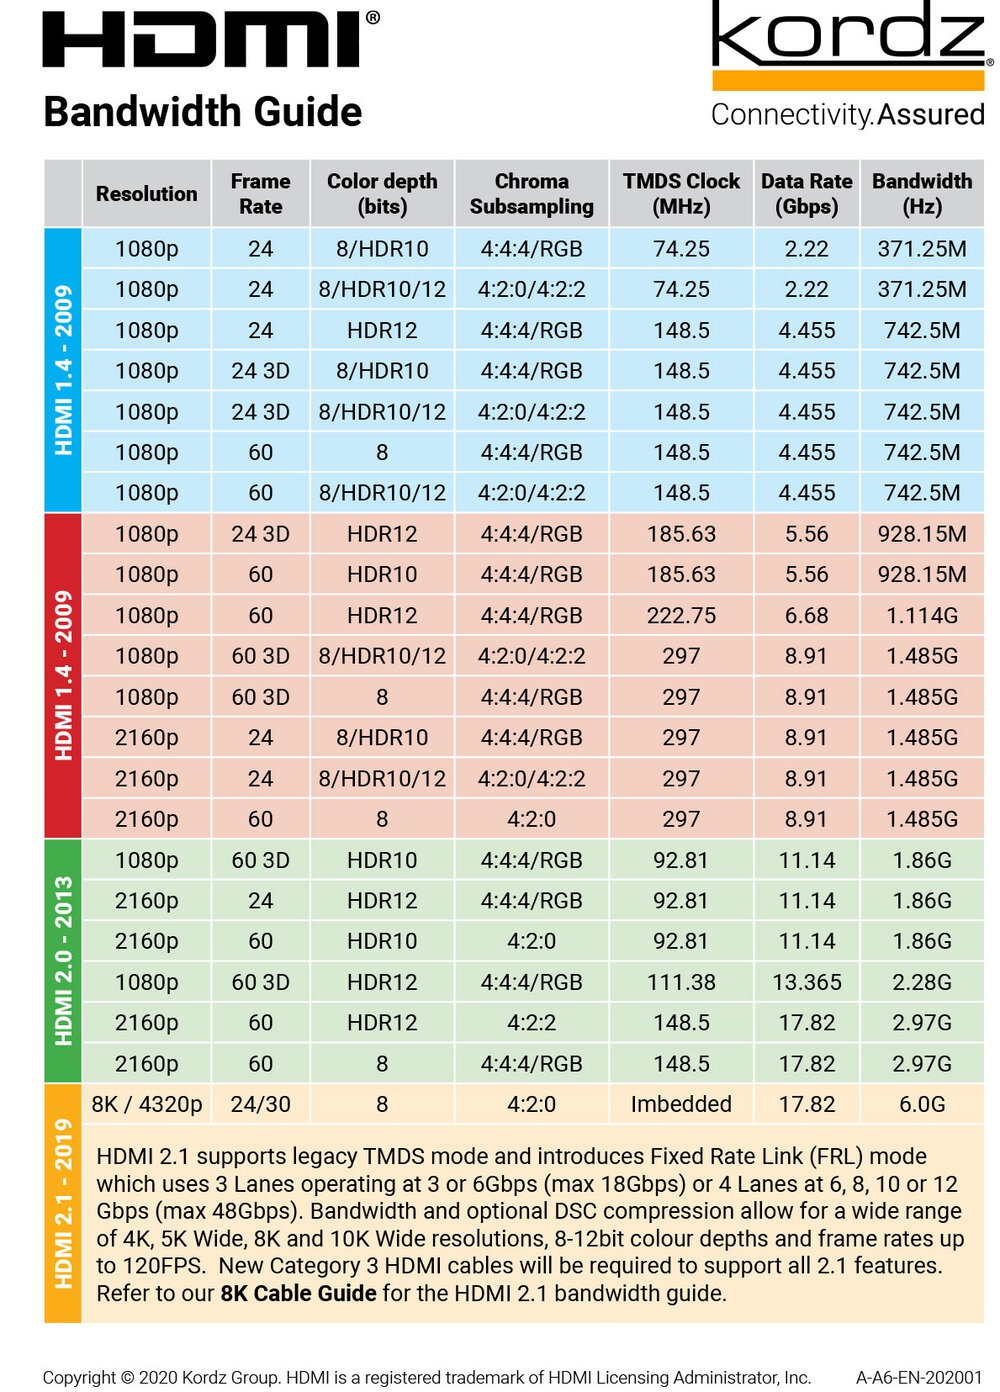 HDMI®
kordz®
Bandwidth Guide
Connectivity.Assured
Resolution Frame Rate Color depth (bits) Chroma Subsampling TMDS Clock (MHz) Data Rate (Gbps) Bandwidth (Hz)
HDMI 1.4 - 2009
1080p 24 8/HDR10 4:4:4/RGB 74.25 2.22 371.25M
1080p 24 8/HDR10/12 4:2:0/4:2:2 74.25 2.22 371.25M
1080p 24 HDR12 4:4:4/RGB 148.5 4.455 742.5M
1080p 24 3D 8/HDR10 4:4:4/RGB 148.5 4.455 742.5M
1080p 24 3D 8/HDR10/12 4:2:0/4:2:2 148.5 4.455 742.5M
1080p 60 8 4:4:4/RGB 148.5 4.455 742.5M
1080p 60 8/HDR10/12 4:2:0/4:2:2 148.5 4.455 742.5M
HDMI 1.4 - 2009
1080p 24 3D HDR12 4:4:4/RGB 185.63 5.56 928.15M
1080p 60 HDR10 4:4:4/RGB 185.63 5.56 928.15M
1080p 60 HDR12 4:4:4/RGB 222.75 6.68 1.114G
1080p 60 3D 8/HDR10/12 4:2:0/4:2:2 297 8.91 1.485G
1080p 60 3D 8 4:4:4/RGB 297 8.91 1.485G
2160p 24 8/HDR10 4:4:4/RGB 297 8.91 1.485G
2160p 24 8/HDR10/12 4:2:0/4:2:2 297 8.91 1.485G
2160p 60 8 4:2:0 297 8.91 1.485G
HDMI 2.0 - 2013
1080p 60 3D HDR10 4:4:4/RGB 92.81 11.14 1.86G
2160p 24 HDR12 4:4:4/RGB 92.81 11.14 1.86G
2160p 60 HDR10 4:2:0 92.81 11.14 1.86G
1080p 60 3D HDR12 4:4:4/RGB 111.38 13.365 2.28G
2160p 60 HDR12 4:2:2 148.5 17.82 2.97G
2160p 60 8 4:4:4/RGB 148.5 17.82 2.97G
HDMI 2.1 - 2019
8K / 4320p 24/30 8 4:2:0 Imbedded 17.82 6.0G
HDMI 2.1 supports legacy TMDS mode and introduces Fixed Rate Link (FRL) mode
which uses 3 Lanes operating at 3 or 6Gbps (max 18Gbps) or 4 Lanes at 6, 8, 10 or 12
Gbps (max 48Gbps). Bandwidth and optional DSC compression allow for a wide range
of 4K, 5K Wide, 8K and 10K Wide resolutions, 8-12bit colour depths and frame rates up
to 120FPS. New Category 3 HDMI cables will be required to support all 2.1 features.
Refer to our 8K Cable Guide for the HDMI 2.1 bandwidth guide.
Copyright © 2020 Kordz Group. HDMI is a registered trademark of HDMI Licensing Administrator, Inc. A-A6-EN-202001